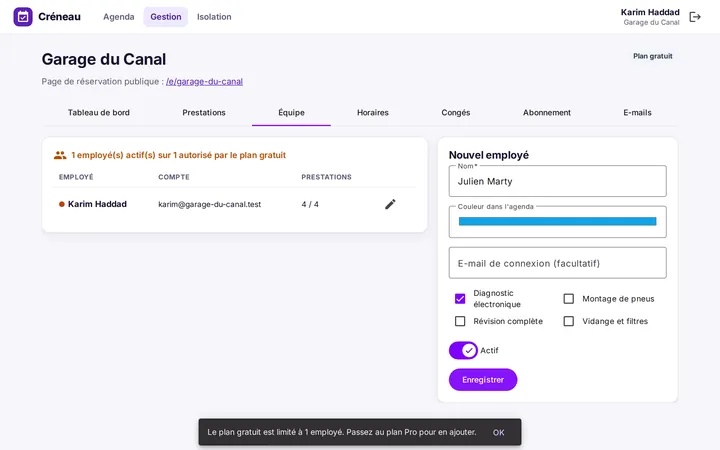 Créneau
Agenda
Gestion
Isolation
Karim Haddad
Garage du Canal
Garage du Canal
Plan gratuit
Page de réservation publique : /e/garage-du-canal
Tableau de bord
Prestations
Équipe
Horaires
Congés
Abonnement
E-mails
1 employé(s) actif(s) sur 1 autorisé par le plan gratuit
EMPLOYÉ
COMPTE
PRESTATIONS
Karim Haddad
karim@garage-du-canal.test
4 / 4
Nouvel employé
Nom*
Julien Marty
Couleur dans l'agenda
E-mail de connexion (facultatif)
Diagnostic
électronique
Montage de pneus
Révision complète
Vidange et filtres
Actif
Enregistrer
Le plan gratuit est limité à 1 employé. Passez au plan Pro pour en ajouter.
OK